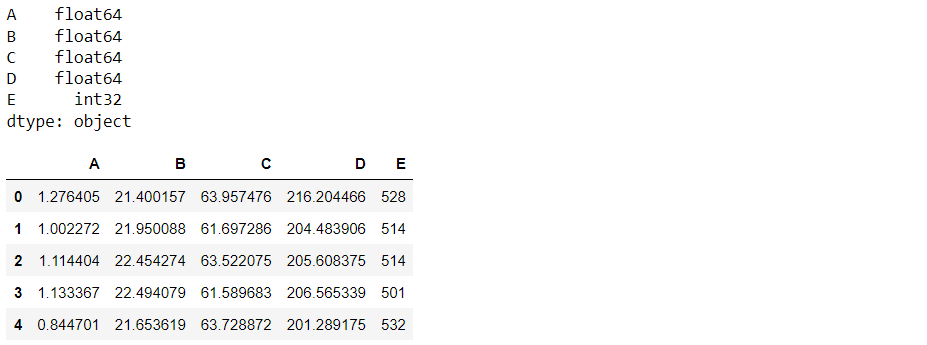 A float64
B float64
C float64
D float64
E int32
dtype: object
A B C D E
0 1.276405 21.400157 63.957476 216.204466 528
1 1.002272 21.950088 61.697286 204.483906 514
2 1.114404 22.454274 63.522075 205.608375 514
3 1.133367 22.494079 61.589683 206.565339 501
4 0.844701 21.653619 63.728872 201.289175 532